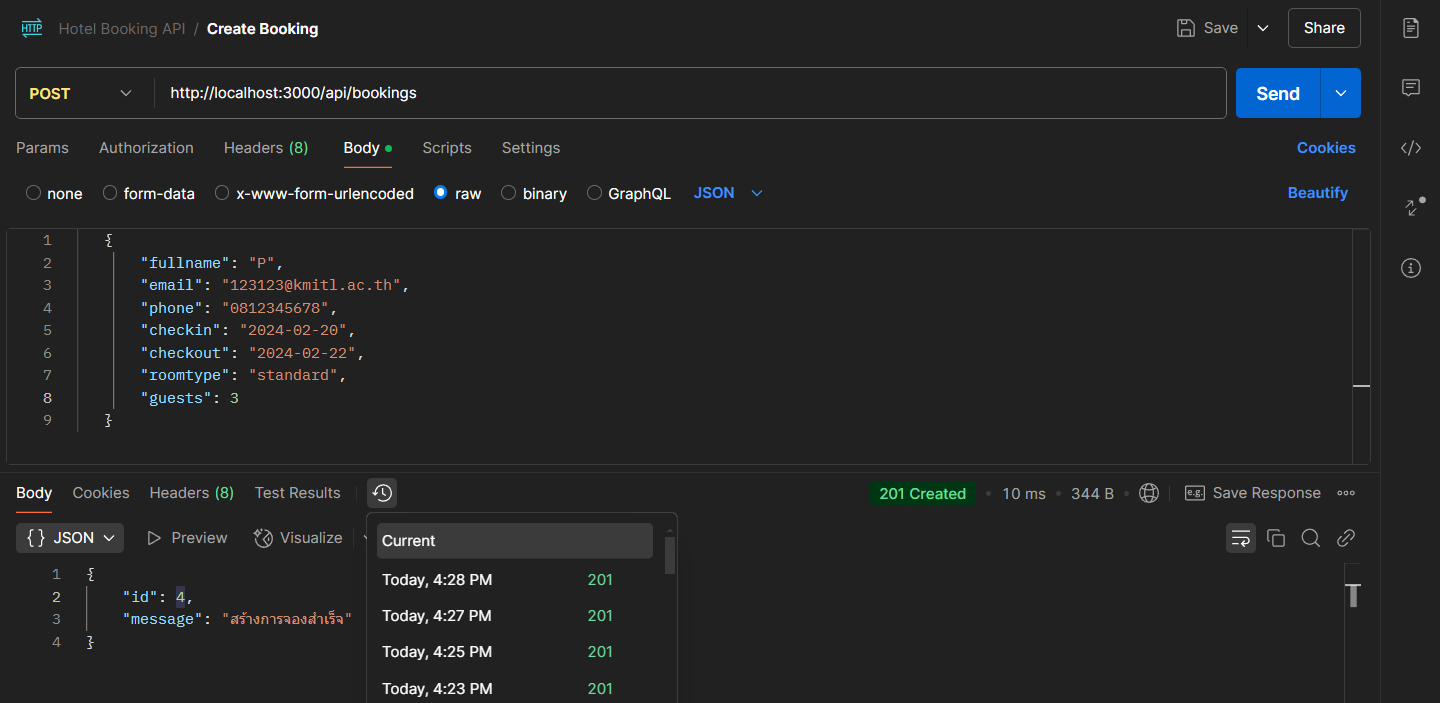 HTTP Hotel Booking API / Create Booking Save Share
POST http://localhost:3000/api/bookings Send
Params Authorization Headers (8) Body Scripts Settings Cookies
none form-data x-www-form-urlencoded raw binary GraphQL JSON Beautify
1 {
2 "fullname": "P",
3 "email": "123123@kmitl.ac.th",
4 "phone": "0812345678",
5 "checkin": "2024-02-20",
6 "checkout": "2024-02-22",
7 "roomtype": "standard",
8 "guests": 3
9 }
Body Cookies Headers (8) Test Results 201 Created • 10 ms • 344 B • e.g. Save Response
{} JSON Preview Visualize
Current
Today, 4:28 PM 201
Today, 4:27 PM 201
Today, 4:25 PM 201
Today, 4:23 PM 201
1 {
2 "id": 4,
3 "message": "สร้างการจองสำเร็จ"
4 }